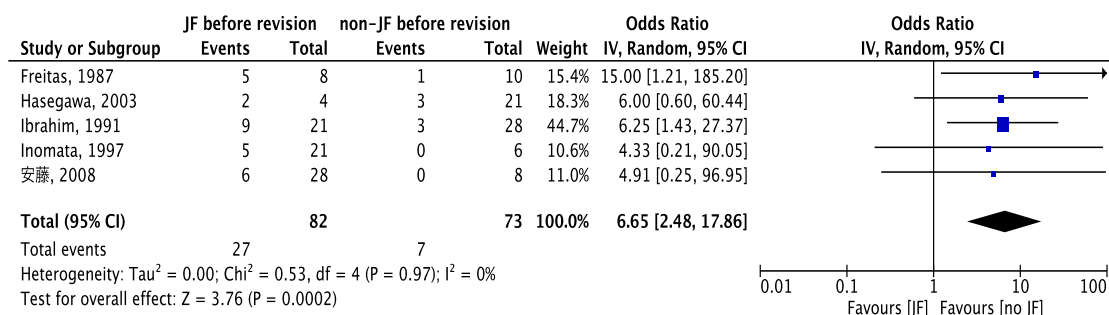 JF before revision non-JF before revision Odds Ratio Odds Ratio
Study or Subgroup Events Total Events Total Weight IV, Random, 95% CI IV, Random, 95% CI
Freitas, 1987 5 8 1 10 15.4% 15.00 [1.21, 185.20]
Hasegawa, 2003 2 4 3 21 18.3% 6.00 [0.60, 60.44]
Ibrahim, 1991 9 21 3 28 44.7% 6.25 [1.43, 27.37]
Inomata, 1997 5 21 0 6 10.6% 4.33 [0.21, 90.05]
安藤, 2008 6 28 0 8 11.0% 4.91 [0.25, 96.95]
Total (95% CI) 82 73 100.0% 6.65 [2.48, 17.86]
Total events 27 7
Heterogeneity: Tau² = 0.00; Chi² = 0.53, df = 4 (P = 0.97); I² = 0%
Test for overall effect: Z = 3.76 (P = 0.0002)
0.01 0.1 1 10 100
Favours [JF] Favours [no JF]